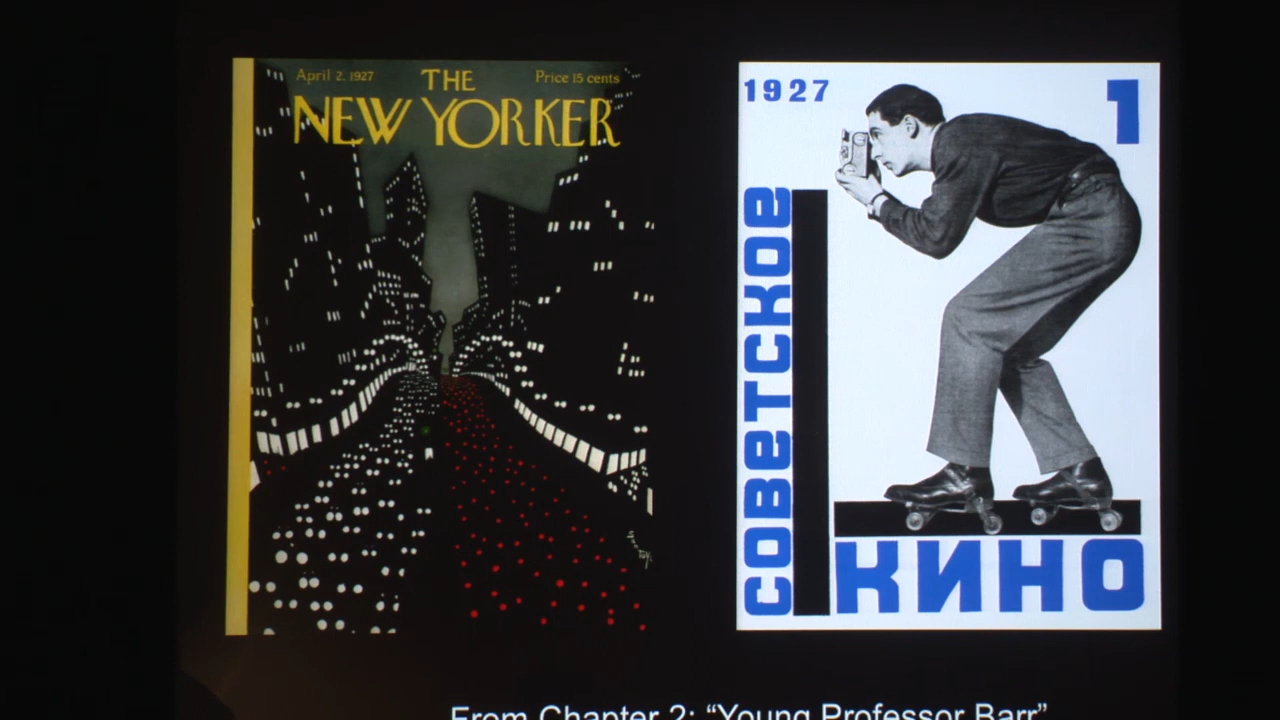 April 2, 1927
THE
Price 15 cents
NEW YORKER
1927
1
СОВЕТСКОЕ
КИНО
From Chapter 2: “Young Professor Barr”